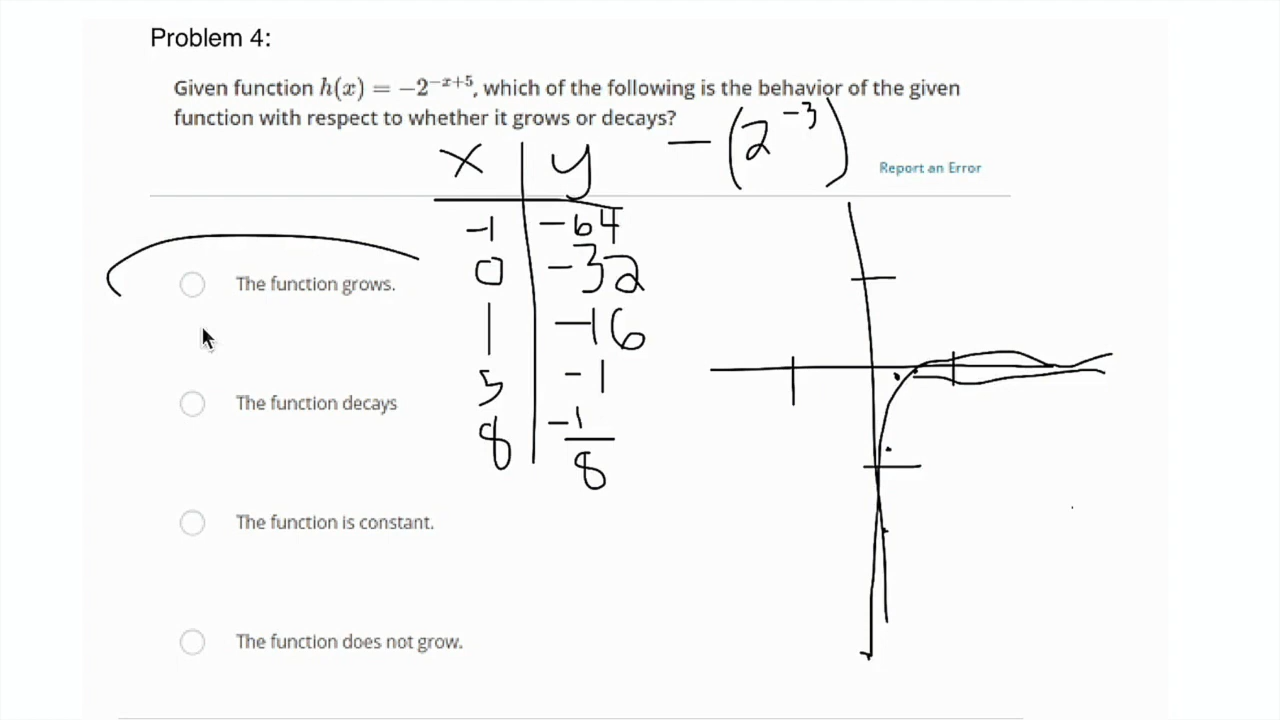 Problem 4:
Given function h(x) = −2^{−x+5}, which of the following is the behavior of the given
function with respect to whether it grows or decays?
− (2^{−3})
x | y
Report an Error
-1 | -64
0 | -32
1 | -16
5 | -1
8 | -1/8
The function grows.
The function decays
The function is constant.
The function does not grow.